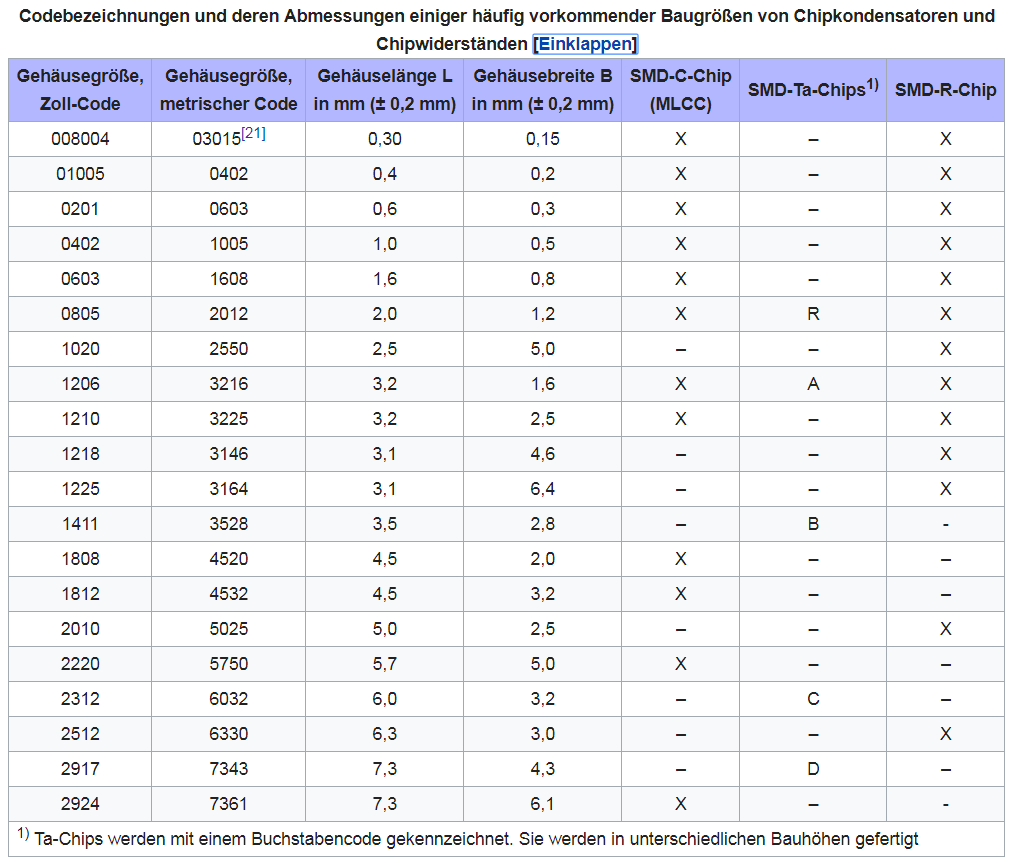 Codebezeichnungen und deren Abmessungen einiger häufig vorkommender Baugrößen von Chipkondensatoren und
Chipwiderständen [Einklappen]
Gehäusegröße, Zoll-Code | Gehäusegröße, metrischer Code | Gehäuselänge L in mm (± 0,2 mm) | Gehäusebreite B in mm (± 0,2 mm) | SMD-C-Chip (MLCC) | SMD-Ta-Chips1) | SMD-R-Chip
008004 03015[21] 0,30 0,15 X – X
01005 0402 0,4 0,2 X – X
0201 0603 0,6 0,3 X – X
0402 1005 1,0 0,5 X – X
0603 1608 1,6 0,8 X – X
0805 2012 2,0 1,2 X R X
1020 2550 2,5 5,0 – – X
1206 3216 3,2 1,6 X A X
1210 3225 3,2 2,5 X – X
1218 3146 3,1 4,6 – – X
1225 3164 3,1 6,4 – – X
1411 3528 3,5 2,8 – B -
1808 4520 4,5 2,0 X – –
1812 4532 4,5 3,2 X – –
2010 5025 5,0 2,5 – – X
2220 5750 5,7 5,0 X – –
2312 6032 6,0 3,2 – C –
2512 6330 6,3 3,0 – – X
2917 7343 7,3 4,3 – D –
2924 7361 7,3 6,1 X – -
1) Ta-Chips werden mit einem Buchstabencode gekennzeichnet. Sie werden in unterschiedlichen Bauhöhen gefertigt